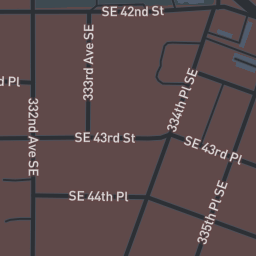 SE 42nd St
333rd Ave SE
d Pl
334th Pl SE
332nd Ave SE
SE 43rd St
SE 43rd Pl
SE 44th Pl
335th Pl SE